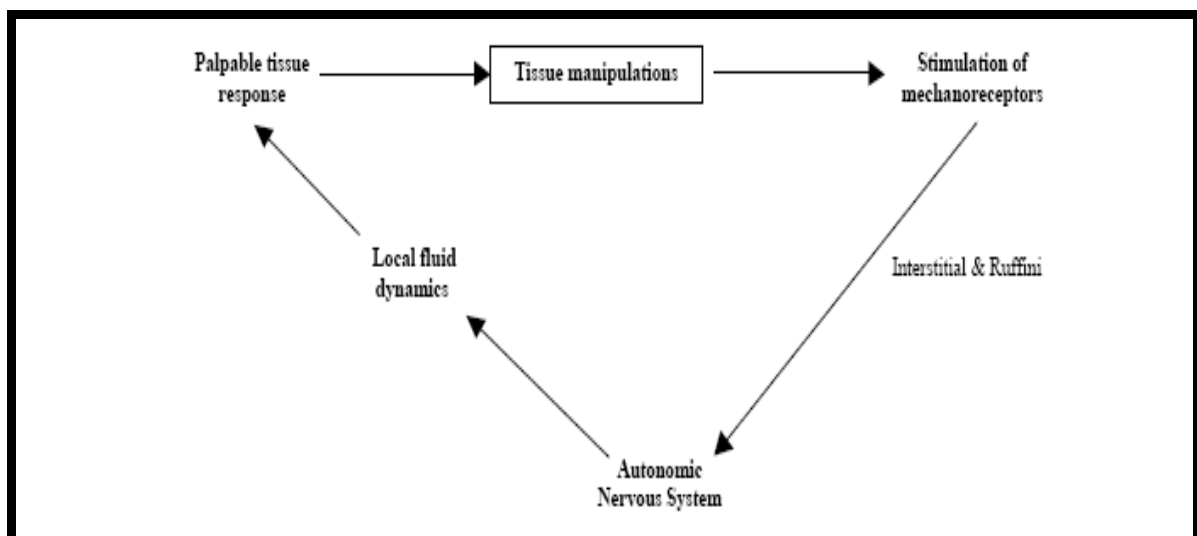 Palpable tissue
response
Tissue manipulations
Stimulation of
mechanoreceptors
Local fluid
dynamics
Interstitial & Ruffini
Autonomic
Nervous System